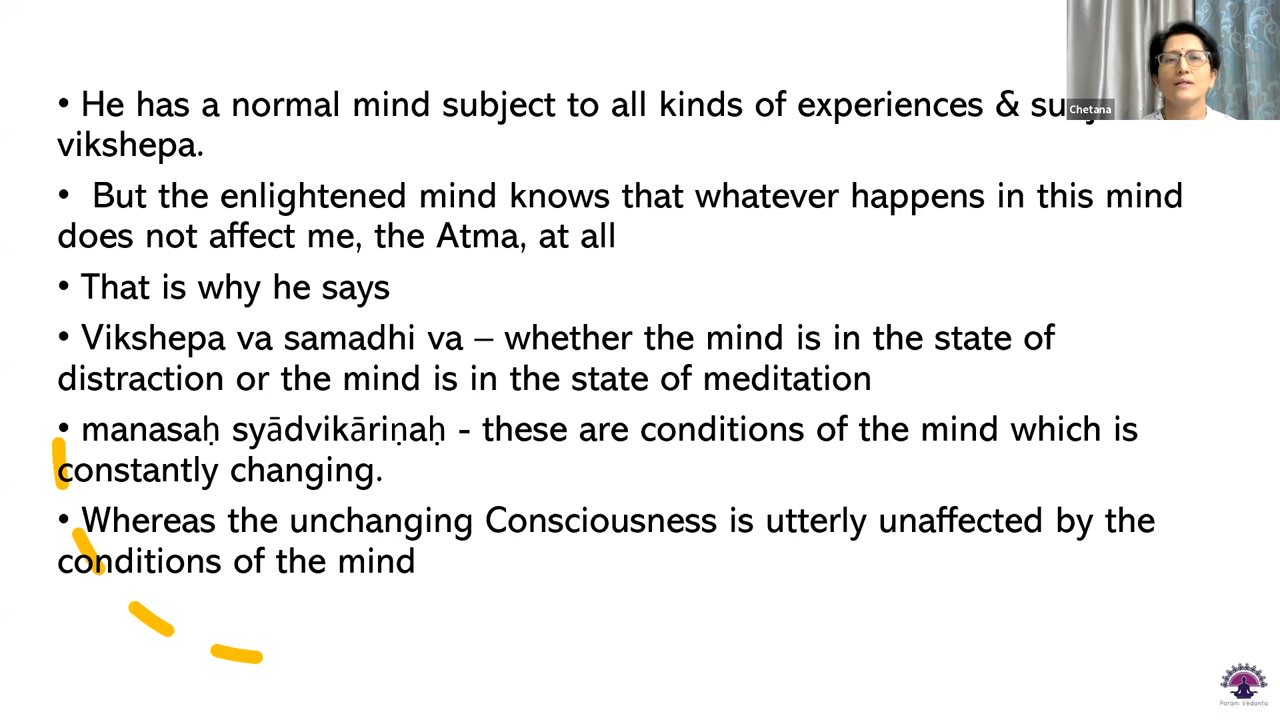 • He has a normal mind subject to all kinds of experiences &
vikshepa.
• But the enlightened mind knows that whatever happens in this mind
does not affect me, the Atma, at all
• That is why he says
• Vikshepa va samadhi va – whether the mind is in the state of
distraction or the mind is in the state of meditation
• manasaḥ syādvikāriṇaḥ - these are conditions of the mind which is
constantly changing.
• Whereas the unchanging Consciousness is utterly unaffected by the
conditions of the mind
Chetana
Param Vedanta